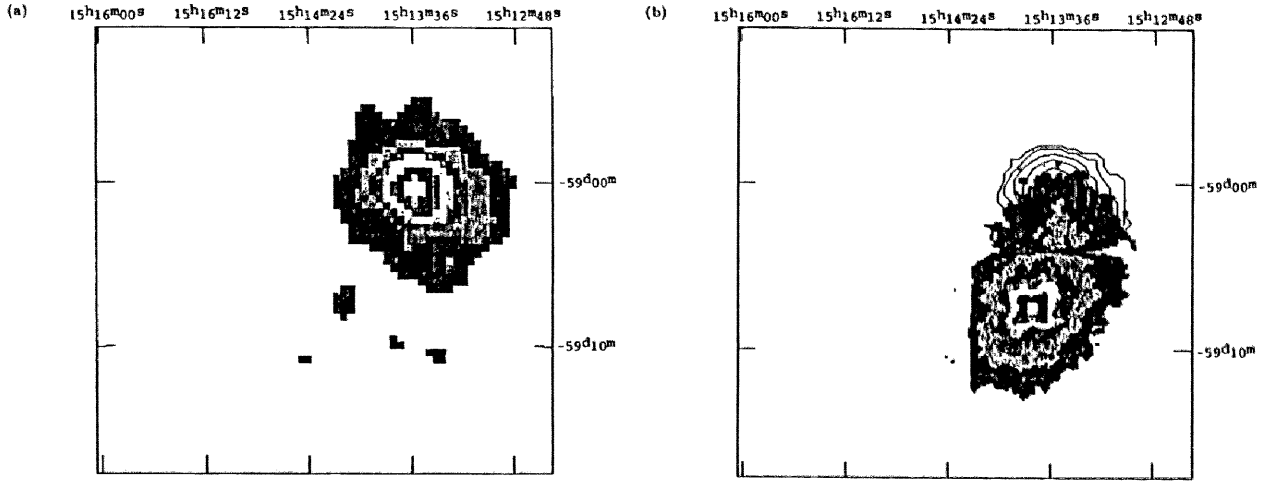 (a) 15h16m00s 15h16m12s 15h14m24s 15h13m36s 15h12m48s
-59d00m
-59d10m
(b) 15h16m00s 15h16m12s 15h14m24s 15h13m36s 15h12m48s
-59d00m
-59d10m